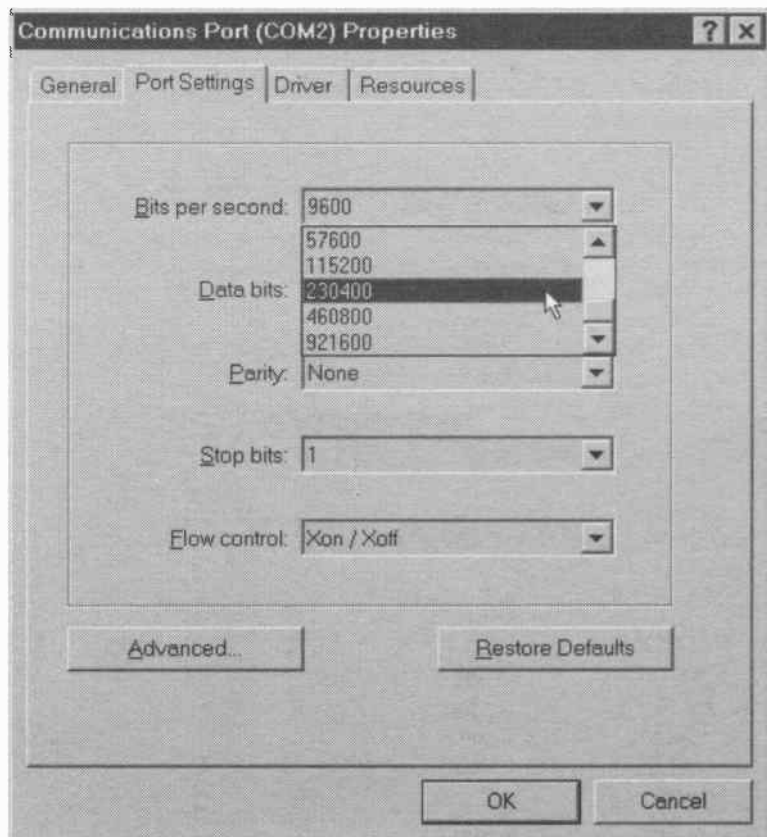 Communications Port (COM2) Properties
General Port Settings Driver Resources
Bits per second: 9600
57600
115200
Data bits: 230400
460800
921600
Parity: None
Stop bits: 1
Flow control: Xon / Xoff
Advanced... Restore Defaults
OK Cancel